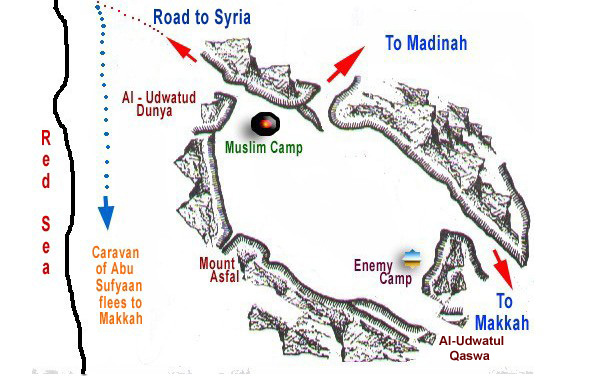 Road to Syria
To Madinah
Al - Udwatud
Dunya
Muslim Camp
Red Sea
Mount
Asfal
Enemy
Camp
Caravan
of Abu
Sufyaan
flees to
Makkah
To
Makkah
Al-Udwatul
Qaswa